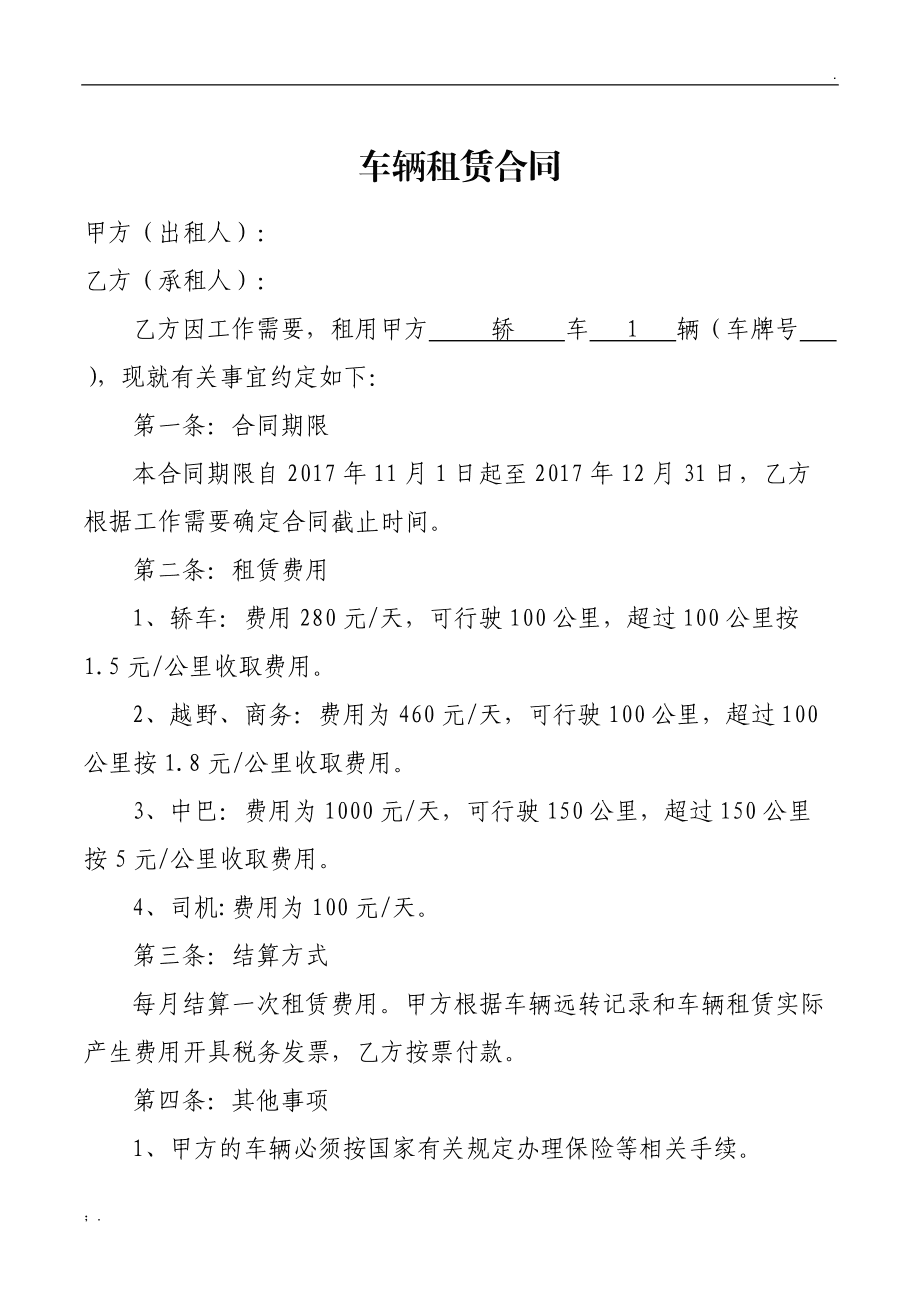 .
车辆租赁合同
甲方（出租人）：
乙方（承租人）：
乙方因工作需要，租用甲方 轿 车 1 辆（车牌号
），现就有关事宜约定如下：
第一条：合同期限
本合同期限自 2017 年 11 月 1 日起至 2017 年 12 月 31 日，乙方
根据工作需要确定合同截止时间。
第二条：租赁费用
1、轿车：费用 280 元/天，可行驶 100 公里，超过 100 公里按
1.5 元/公里收取费用。
2、越野、商务：费用为 460 元/天，可行驶 100 公里，超过 100
公里按 1.8 元/公里收取费用。
3、中巴：费用为 1000 元/天，可行驶 150 公里，超过 150 公里
按 5 元/公里收取费用。
4、司机：费用为 100 元/天。
第三条：结算方式
每月结算一次租赁费用。甲方根据车辆远转记录和车辆租赁实际
产生费用开具税务发票，乙方按票付款。
第四条：其他事项
1、甲方的车辆必须按国家有关规定办理保险等相关手续。
；.